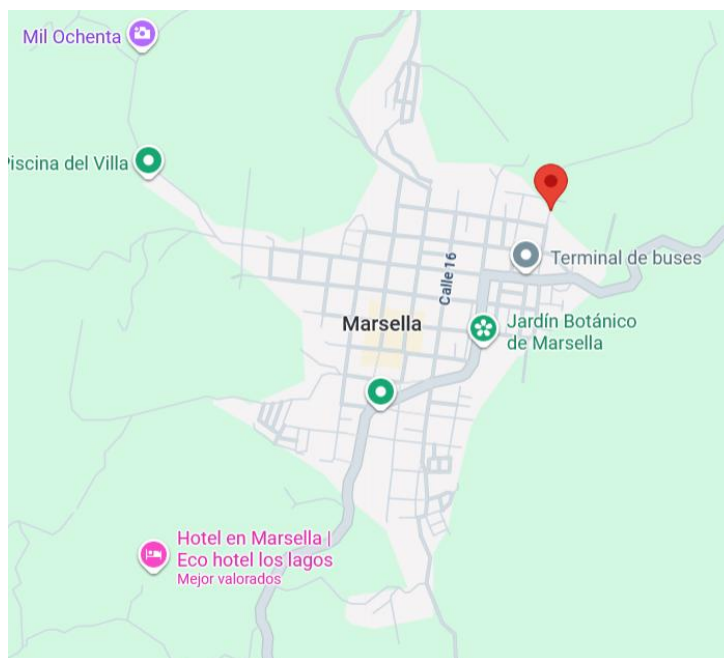 Mil Ochenta
Piscina del Villa
Terminal de buses
Calle 16
Marsella
Jardín Botánico
de Marsella
Hotel en Marsella |
Eco hotel los lagos
Mejor valorados